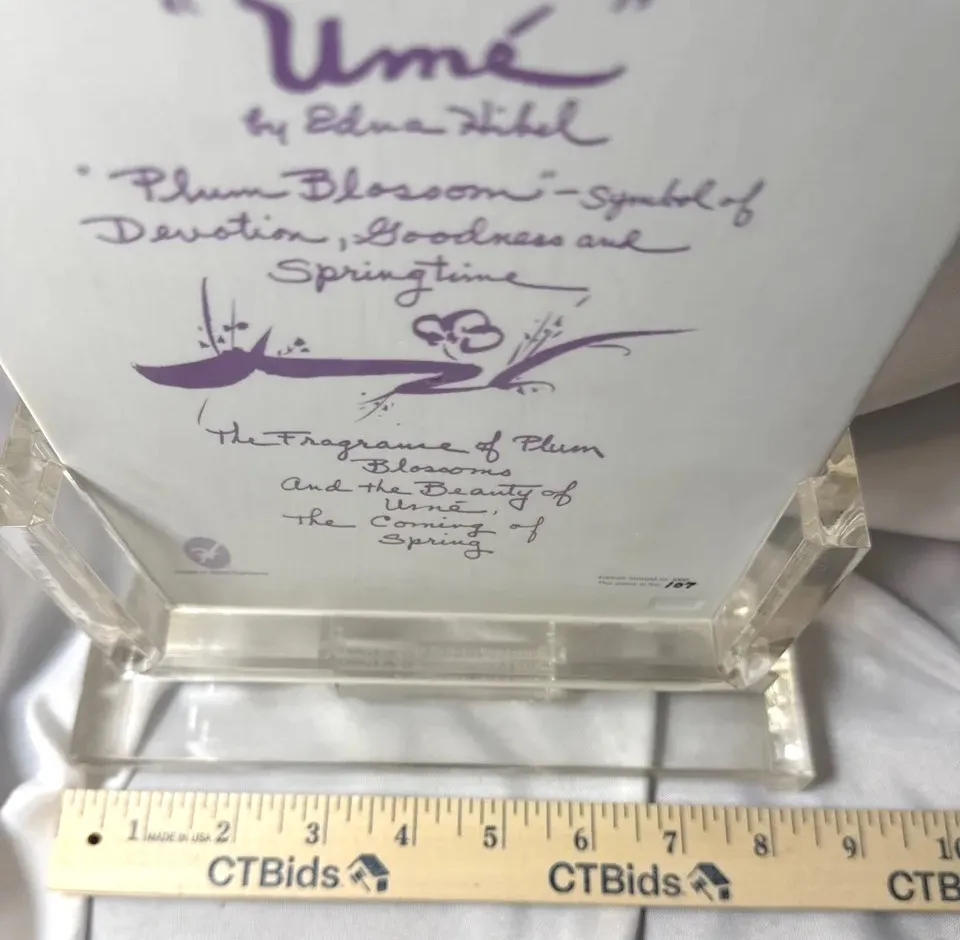 "Umé"
by Edna Hibel
"Plum Blossom" - Symbol of
Devotion, Goodness and
Springtime
The Fragrance of Plum
Blossoms
And the Beauty of
Umé,
The Coming of
Spring
107
1 MADE IN USA 2 3 4 5 6 7 8 9 10
CTBids CTBids CTB